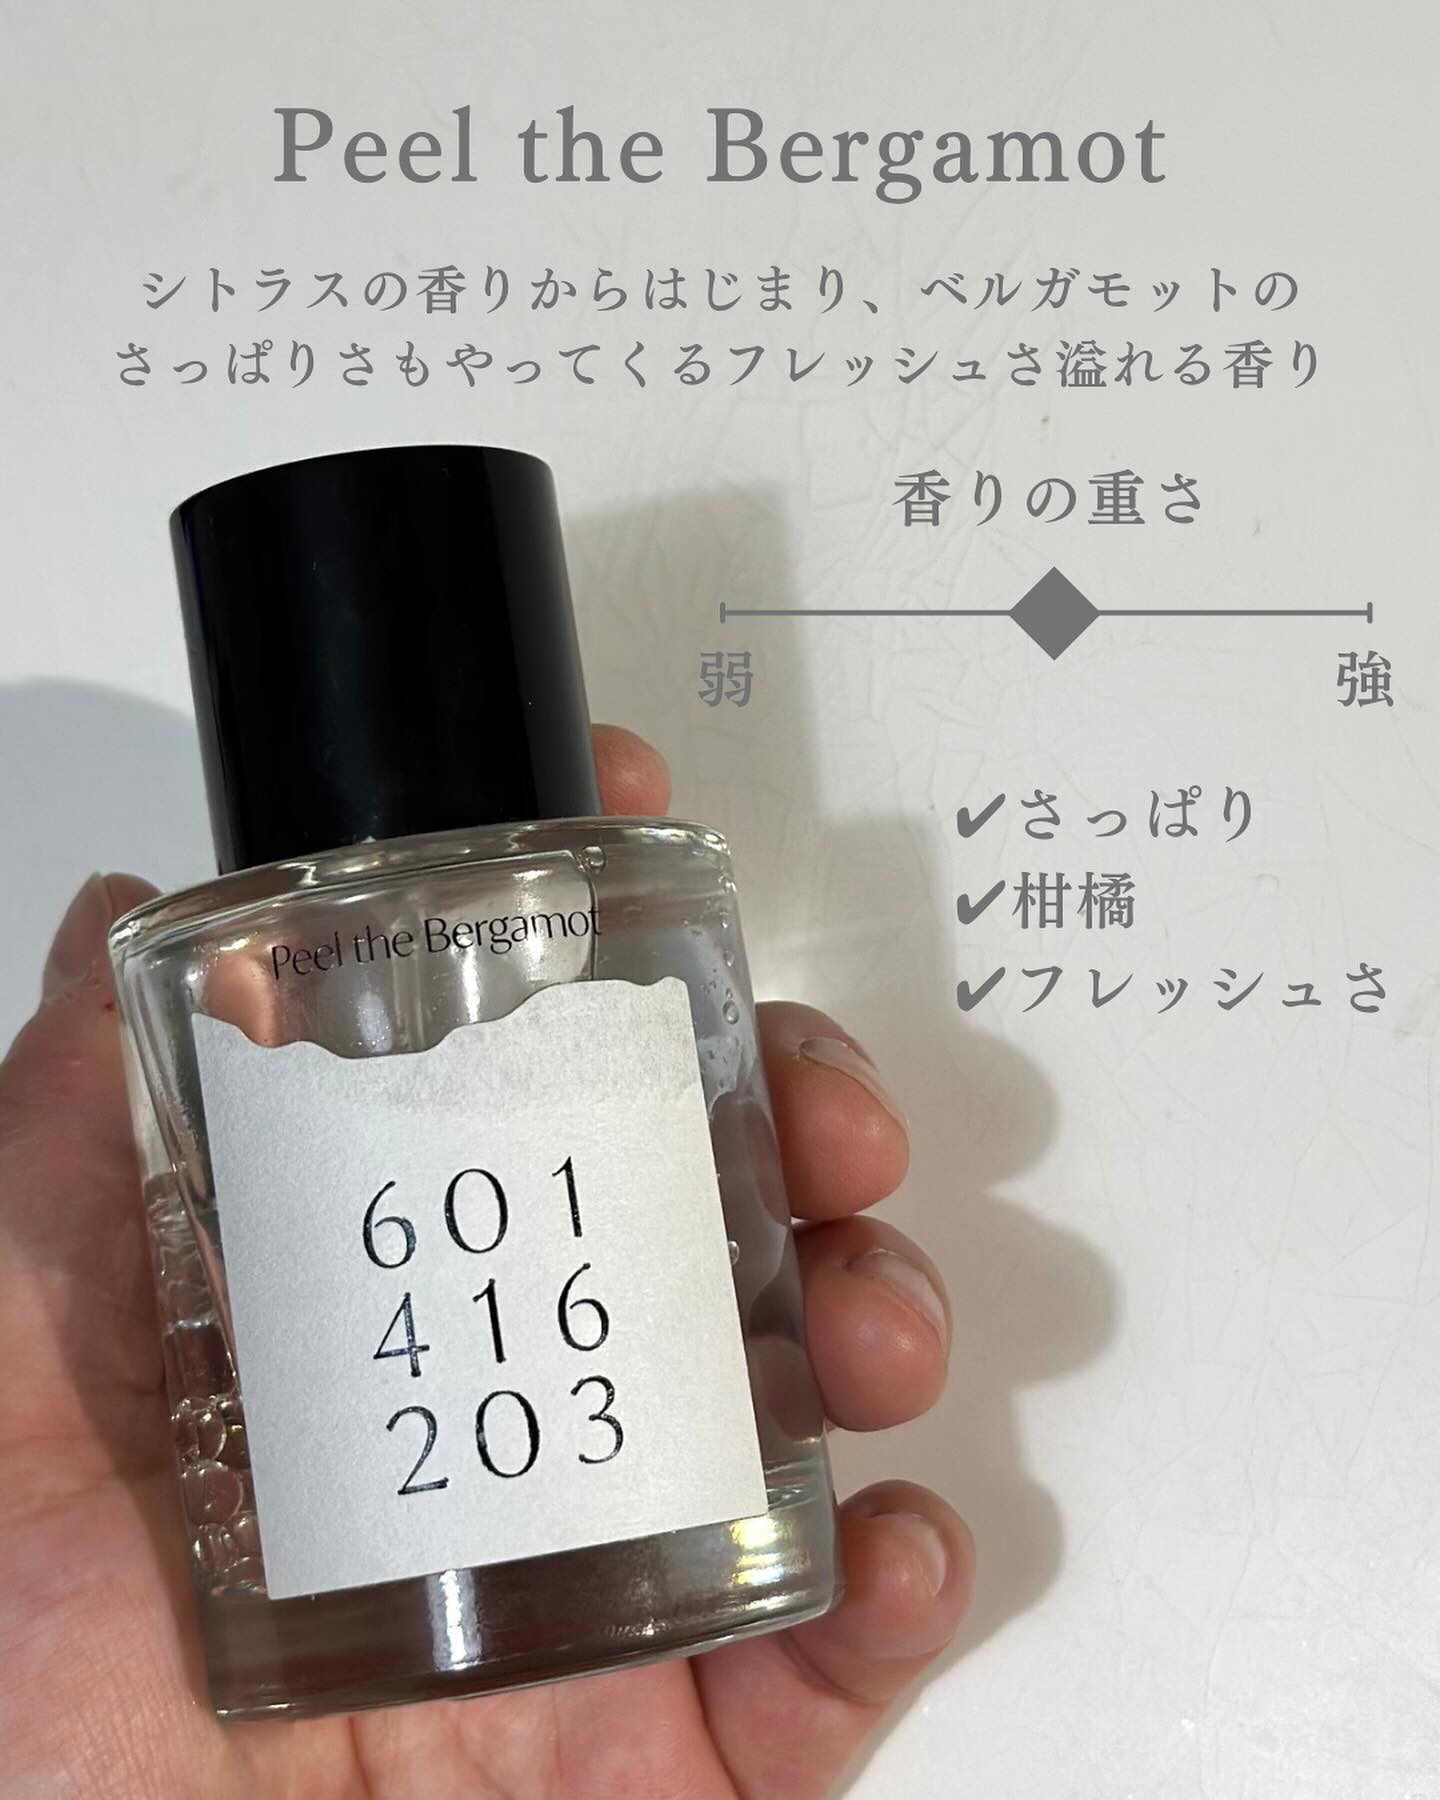 Peel the Bergamot
シトラスの香りからはじまり、ベルガモットの
さっぱりさもやってくるフレッシュさ溢れる香り
香りの重さ
弱 強
✔さっぱり
✔柑橘
✔フレッシュさ
Peel the Bergamot
601
416
203